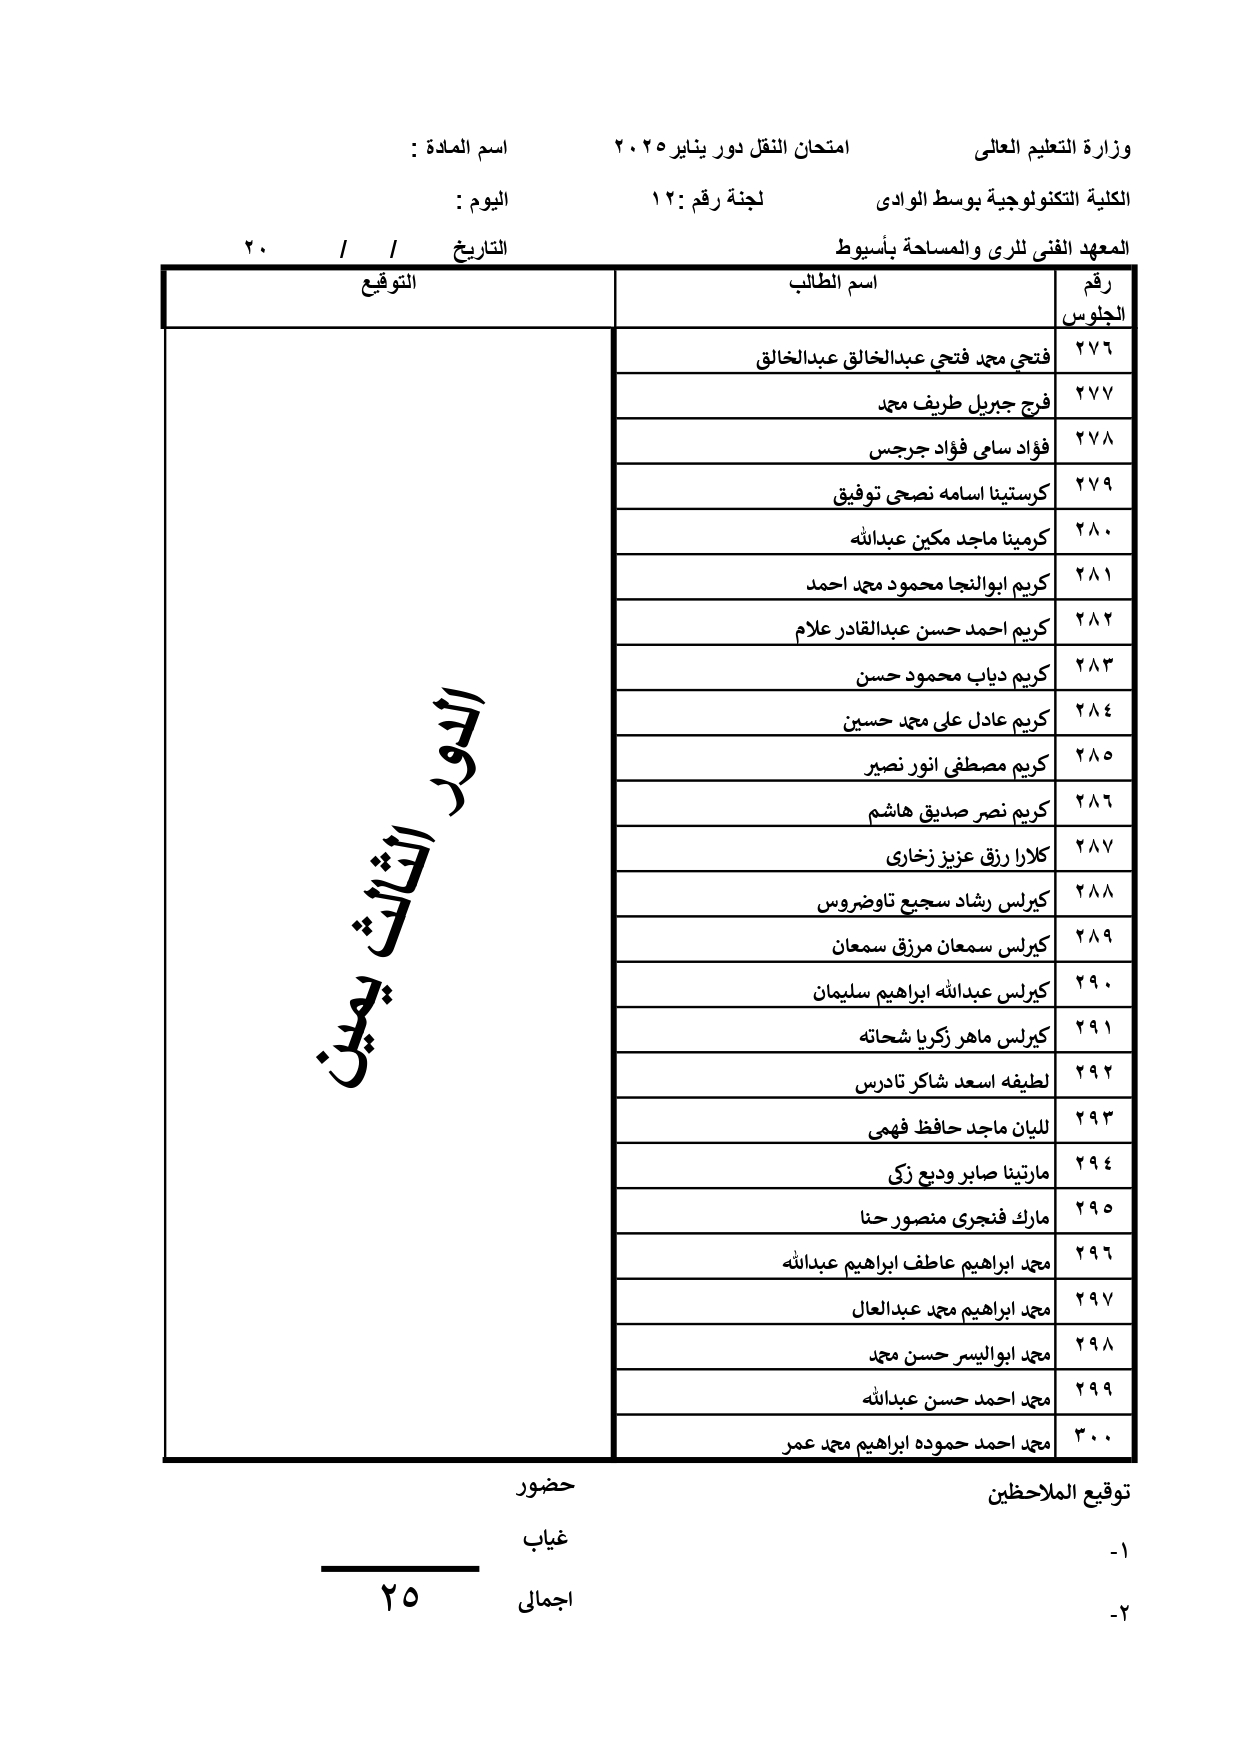 وزارة التعليم العالى امتحان النقل دور يناير ٢٠٢٥ اسم المادة :
الكلية التكنولوجية بوسط الوادى لجنة رقم :١٢ اليوم :
المعهد الفنى للرى والمساحة بأسيوط التاريخ / / ٢٠
رقم الجلوس اسم الطالب التوقيع
٢٧٦ فتحي محمد فتحي عبدالخالق عبدالخالق
٢٧٧ فرج جبريل طريف محمد
٢٧٨ فؤاد سامى فؤاد جرجس
٢٧٩ كرستينا اسامه نصحى توفيق
٢٨٠ كرمينا ماجد مكين عبدالله
٢٨١ كريم ابوالنجا محمود محمد احمد
٢٨٢ كريم احمد حسن عبدالقادر علام
٢٨٣ كريم دياب محمود حسن
٢٨٤ كريم عادل على محمد حسين
٢٨٥ كريم مصطفى انور نصير
٢٨٦ كريم نصر صديق هاشم
٢٨٧ كلارا رزق عزيز زخارى
٢٨٨ كيرلس رشاد سجيع تاوضروس
٢٨٩ كيرلس سمعان مرزق سمعان
٢٩٠ كيرلس عبدالله ابراهيم سليمان
٢٩١ كيرلس ماهر زكريا شحاته
٢٩٢ لطيفه اسعد شاكر تادرس
٢٩٣ لليان ماجد حافظ فهمى
٢٩٤ مارتينا صابر وديع زكى
٢٩٥ مارك فنجرى منصور حنا
٢٩٦ محمد ابراهيم عاطف ابراهيم عبدالله
٢٩٧ محمد ابراهيم محمد عبدالعال
٢٩٨ محمد ابواليسر حسن محمد
٢٩٩ محمد احمد حسن عبدالله
٣٠٠ محمد احمد حموده ابراهيم محمد عمر
الدور الثالث يمين
توقيع الملاحظين حضور
١- غياب
٢- اجمالى ٢٥